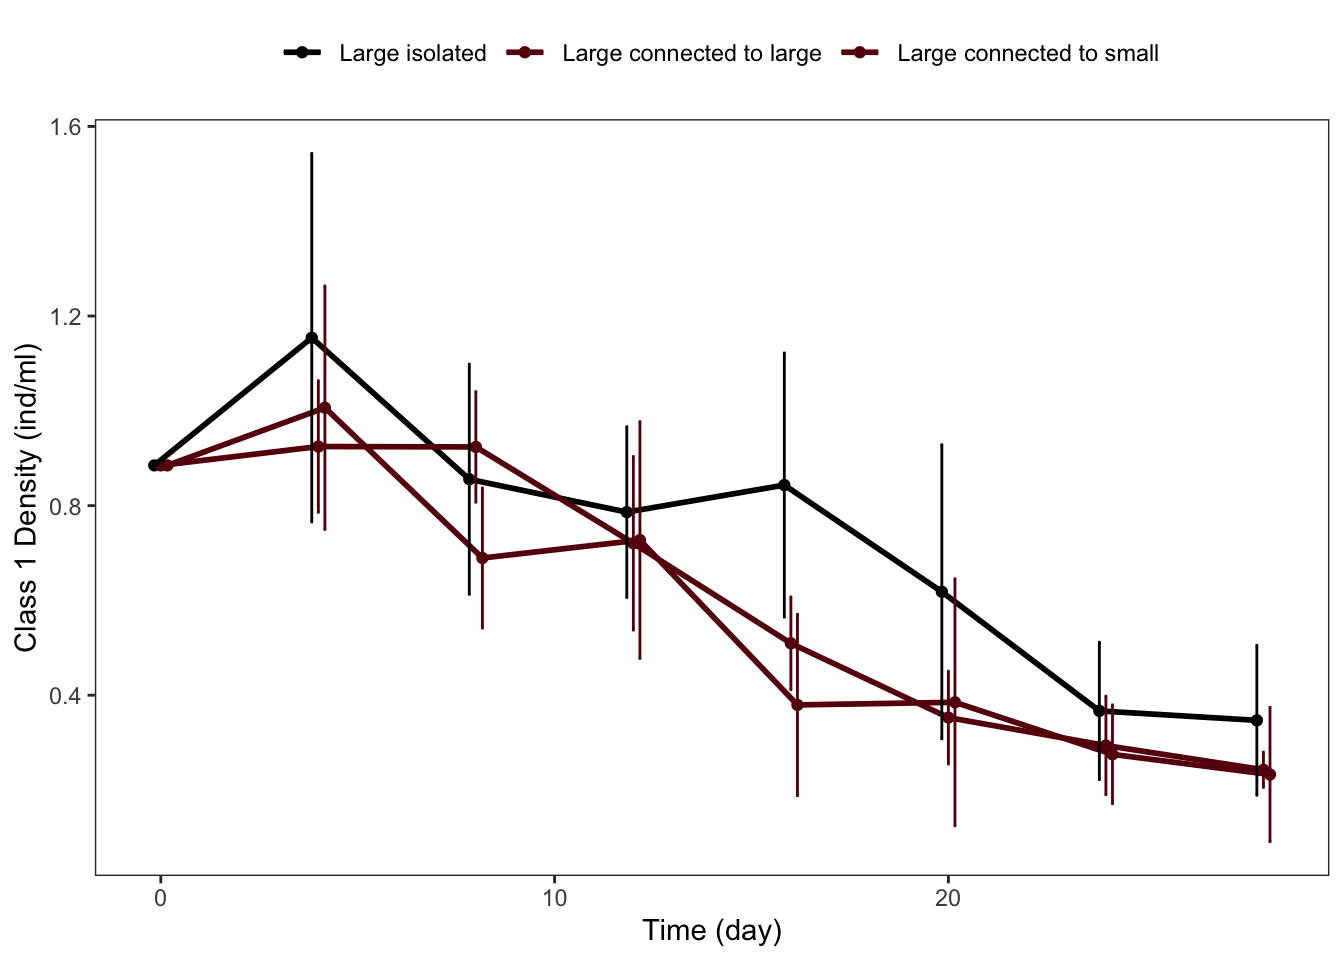 Large isolated Large connected to large Large connected to small
1.6
1.2
0.8
0.4
Class 1 Density (ind/ml)
0 10 20
Time (day)